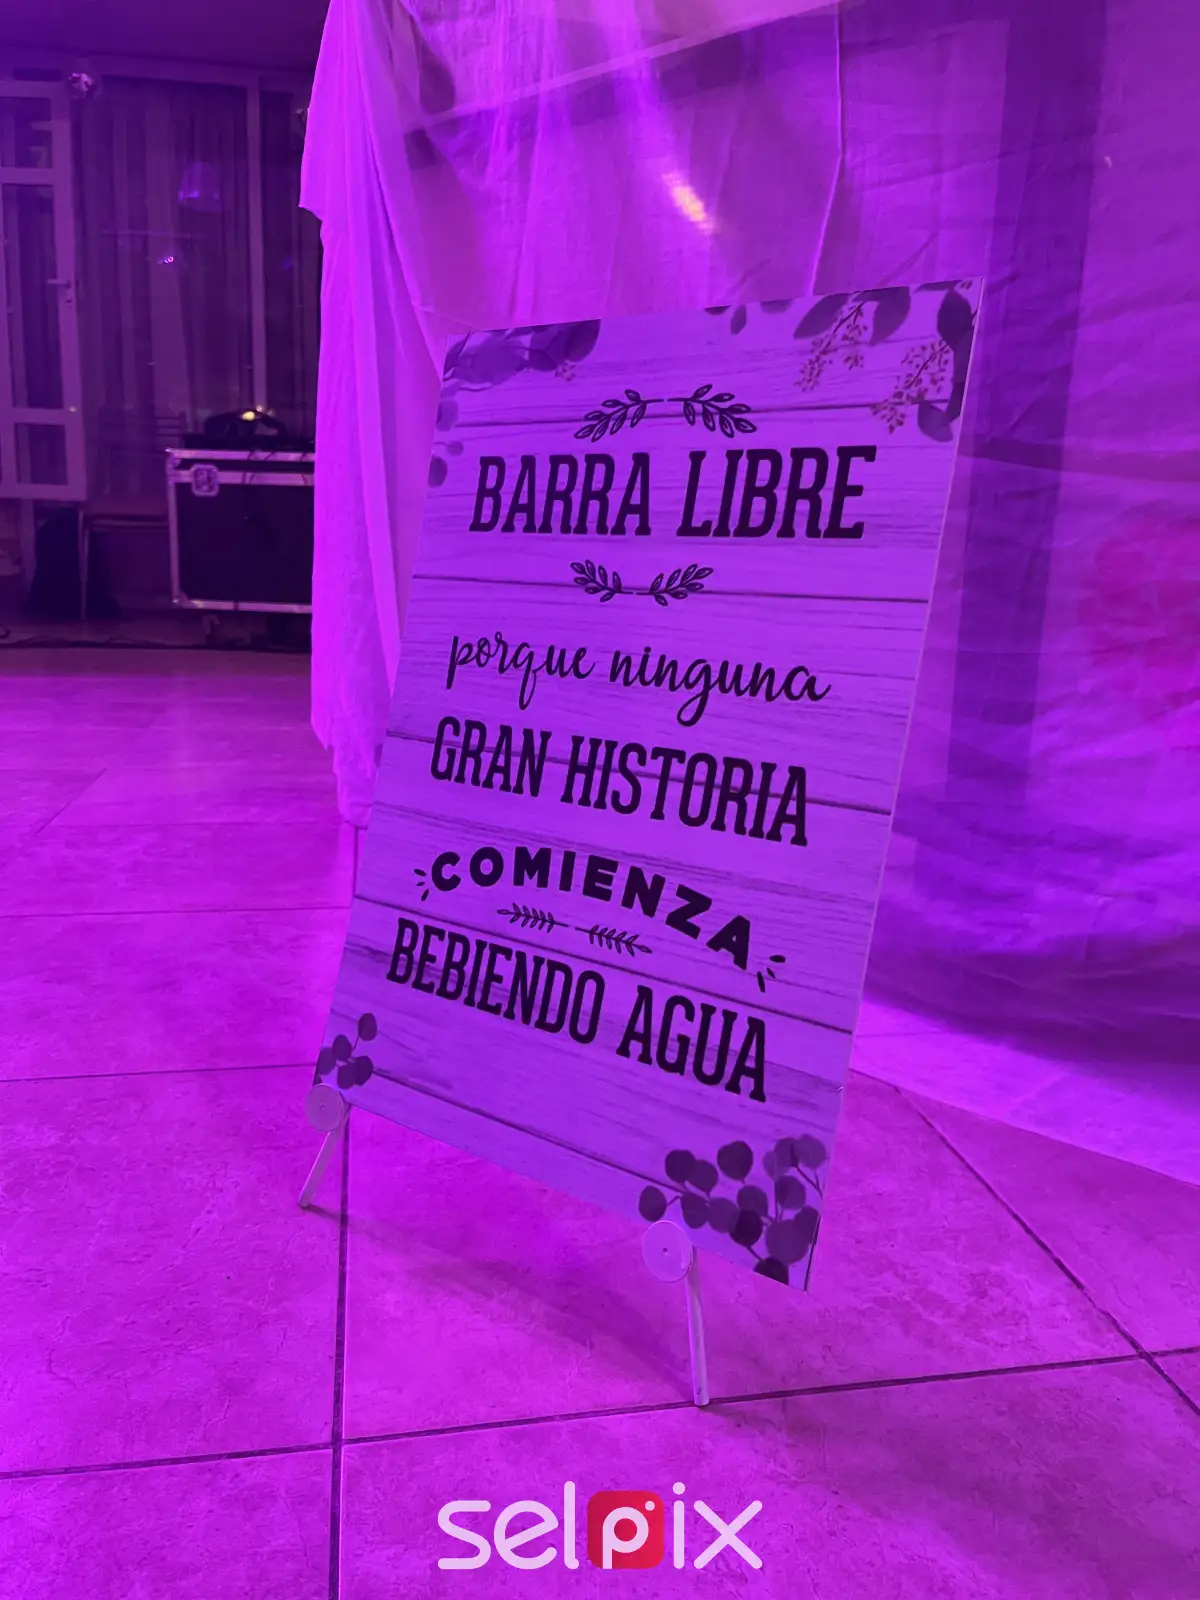 BARRA LIBRE
porque ninguna
GRAN HISTORIA
COMIENZA
BEBIENDO AGUA
selpix